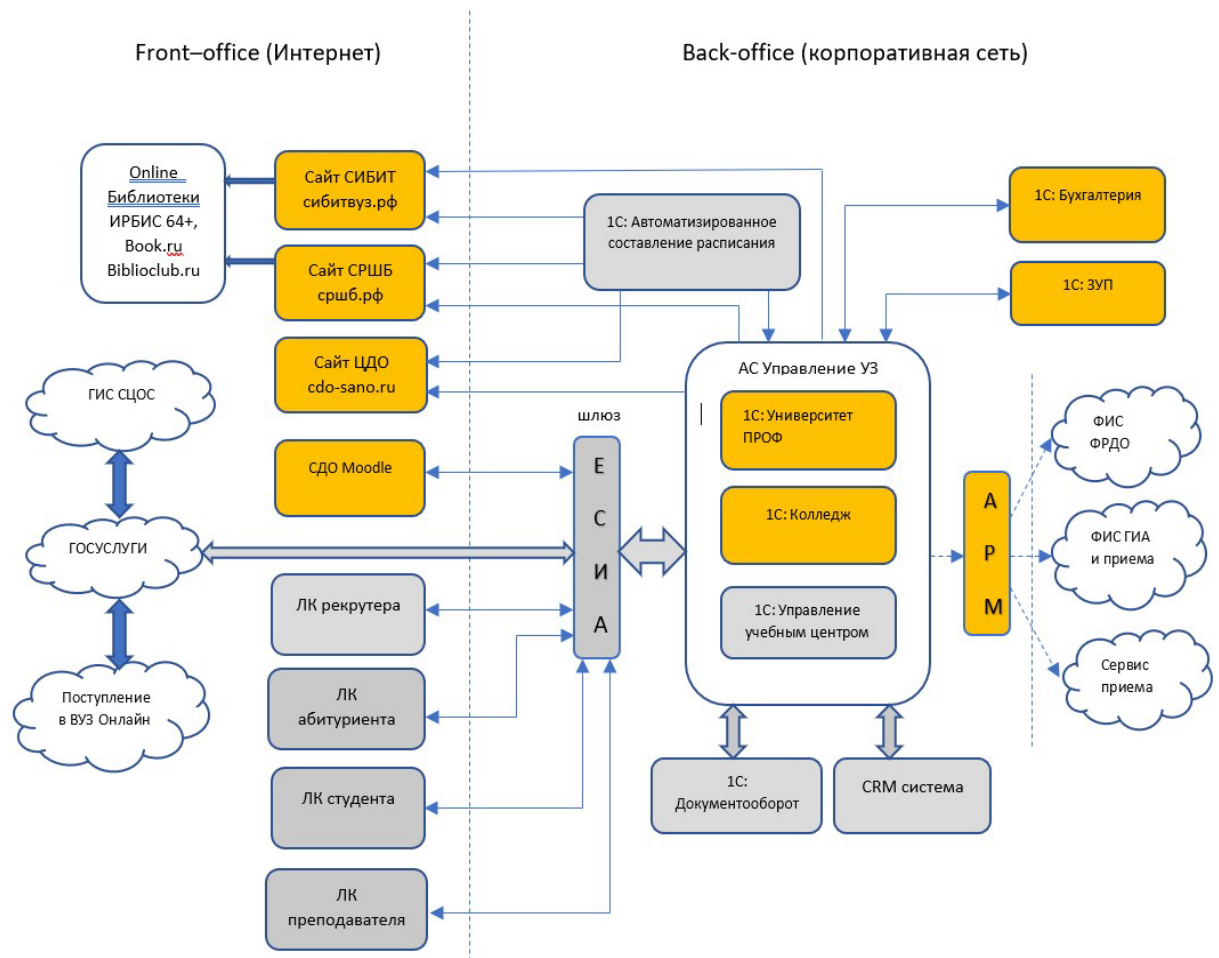 Front–office (Интернет)
Back-office (корпоративная сеть)
Online
Библиотеки
ИРБИС 64+,
Book.ru
Biblioclub.ru
Сайт СИБИТ
сибитвуз.рф
Сайт СРШБ
сршб.рф
Сайт ЦДО
cdo-sano.ru
СДО Moodle
ГИС СЦОС
ГОСУСЛУГИ
Поступление
в ВУЗ Онлайн
ЛК рекрутера
ЛК
абитуриента
ЛК студента
ЛК
преподавателя
шлюз
Е
С
И
А
1С: Автоматизированное
составление расписания
АС Управление УЗ
1С: Университет
ПРОФ
1С: Колледж
1С: Управление
учебным центром
1С:
Документооборот
CRM система
1С: Бухгалтерия
1С: ЗУП
А
Р
М
ФИС
ФРДО
ФИС ГИА
и приема
Сервис
приема